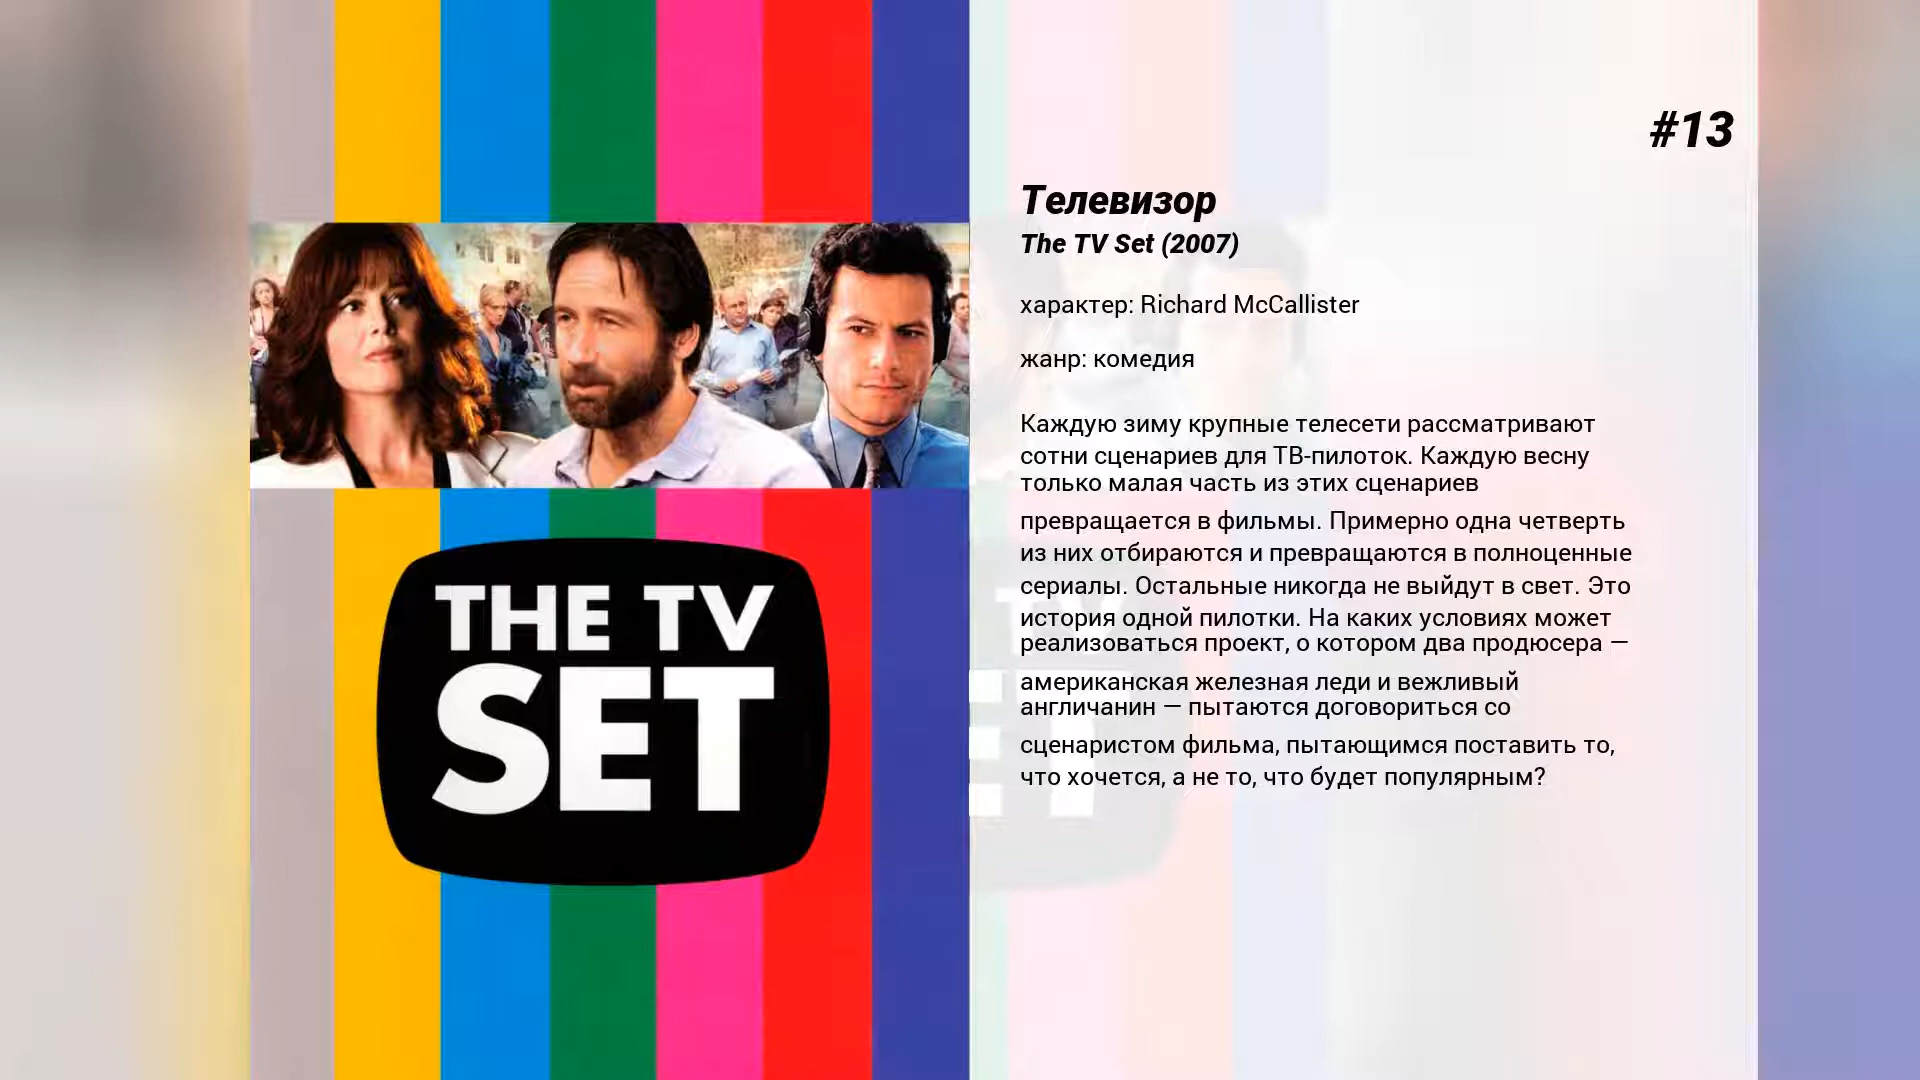 THE TV
SET
#13
Телевизор
The TV Set (2007)
характер: Richard McCallister
жанр: комедия
Каждую зиму крупные телесети рассматривают
сотни сценариев для ТВ-пилоток. Каждую весну
только малая часть из этих сценариев
превращается в фильмы. Примерно одна четверть
из них отбираются и превращаются в полноценные
сериалы. Остальные никогда не выйдут в свет. Это
история одной пилотки. На каких условиях может
реализоваться проект, о котором два продюсера —
американская железная леди и вежливый
англичанин — пытаются договориться со
сценаристом фильма, пытающимся поставить то,
что хочется, а не то, что будет популярным?